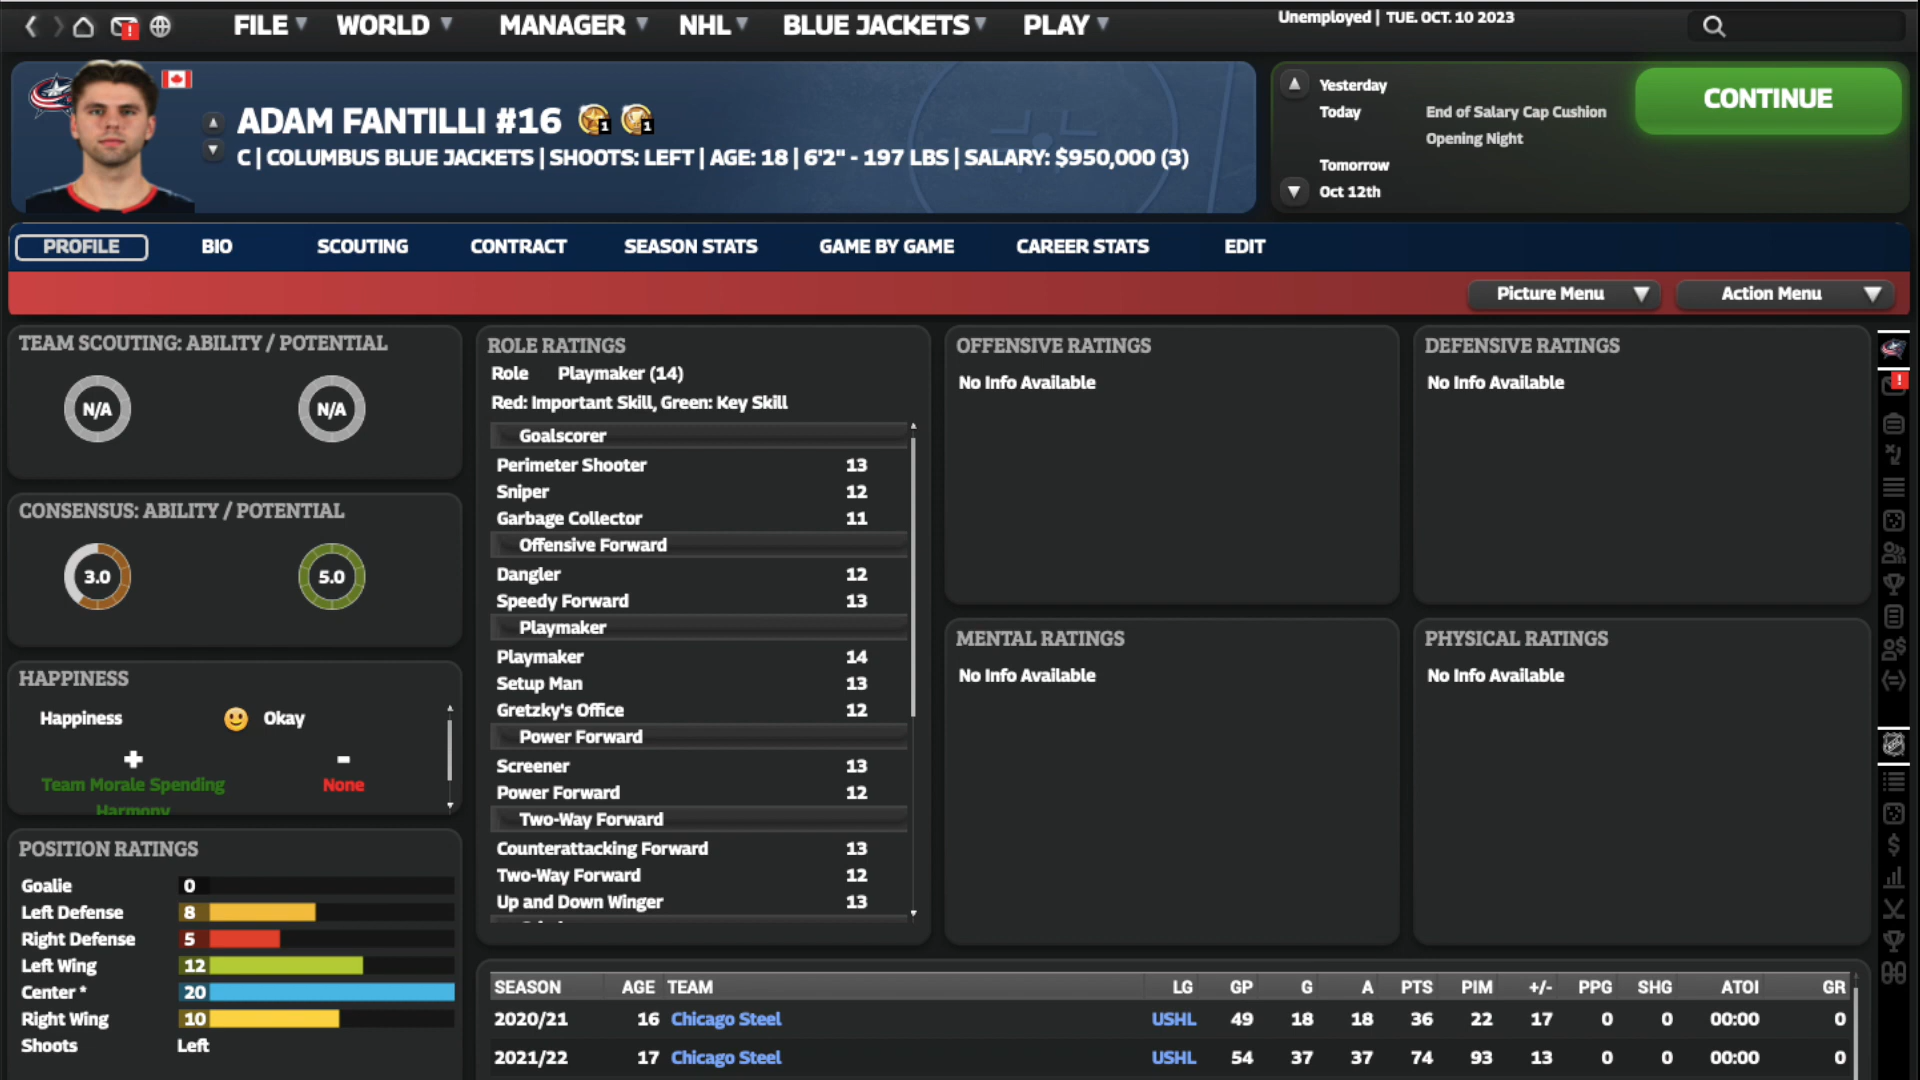 FILE WORLD MANAGER NHL BLUE JACKETS PLAY
Unemployed | TUE. OCT. 10 2023
ADAM FANTILLI #16 1 1
C | COLUMBUS BLUE JACKETS | SHOOTS: LEFT | AGE: 18 | 6'2" - 197 LBS | SALARY: $950,000 (3)
Yesterday
Today End of Salary Cap Cushion
Opening Night
Tomorrow
Oct 12th
CONTINUE
PROFILE BIO SCOUTING CONTRACT SEASON STATS GAME BY GAME CAREER STATS EDIT
Picture Menu Action Menu
TEAM SCOUTING: ABILITY / POTENTIAL
N/A N/A
CONSENSUS: ABILITY / POTENTIAL
3.0 5.0
HAPPINESS
Happiness Okay
+ -
Team Morale Spending None
Harmony
POSITION RATINGS
Goalie 0
Left Defense 8
Right Defense 5
Left Wing 12
Center * 20
Right Wing 10
Shoots Left
ROLE RATINGS
Role Playmaker (14)
Red: Important Skill, Green: Key Skill
Goalscorer
Perimeter Shooter 13
Sniper 12
Garbage Collector 11
Offensive Forward
Dangler 12
Speedy Forward 13
Playmaker
Playmaker 14
Setup Man 13
Gretzky's Office 12
Power Forward
Screener 13
Power Forward 12
Two-Way Forward
Counterattacking Forward 13
Two-Way Forward 12
Up and Down Winger 13
OFFENSIVE RATINGS
No Info Available
DEFENSIVE RATINGS
No Info Available
MENTAL RATINGS
No Info Available
PHYSICAL RATINGS
No Info Available
SEASON AGE TEAM LG GP G A PTS PIM +/- PPG SHG ATOI GR
2020/21 16 Chicago Steel USHL 49 18 18 36 22 17 0 0 00:00 0
2021/22 17 Chicago Steel USHL 54 37 37 74 93 13 0 0 00:00 0